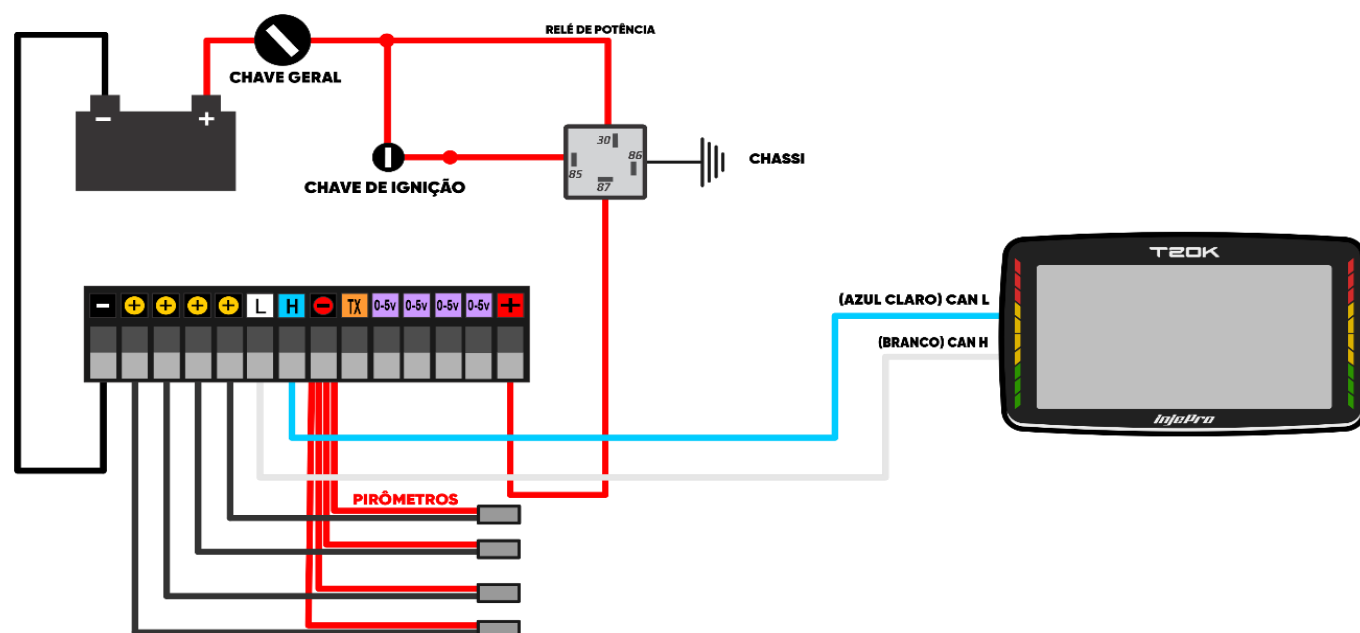 RELÉ DE POTÊNCIA
CHAVE GERAL
- +
30
86
85
87
CHASSI
CHAVE DE IGNIÇÃO
T20K
- + + + + L H - TX 0-5v 0-5v 0-5v 0-5v +
(AZUL CLARO) CAN L
(BRANCO) CAN H
InjePro
PIRÔMETROS